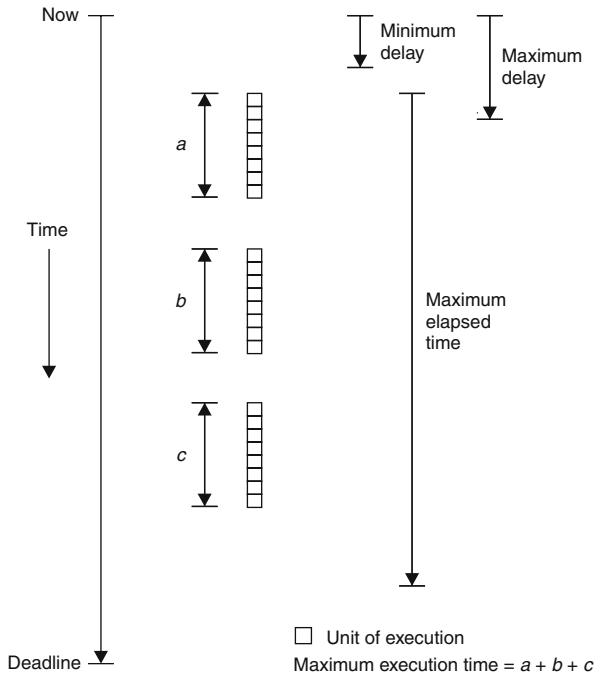 Now
Minimum
delay
Maximum
delay
a
Time
b
Maximum
elapsed
time
c
Unit of execution
Deadline
Maximum execution time = a + b + c